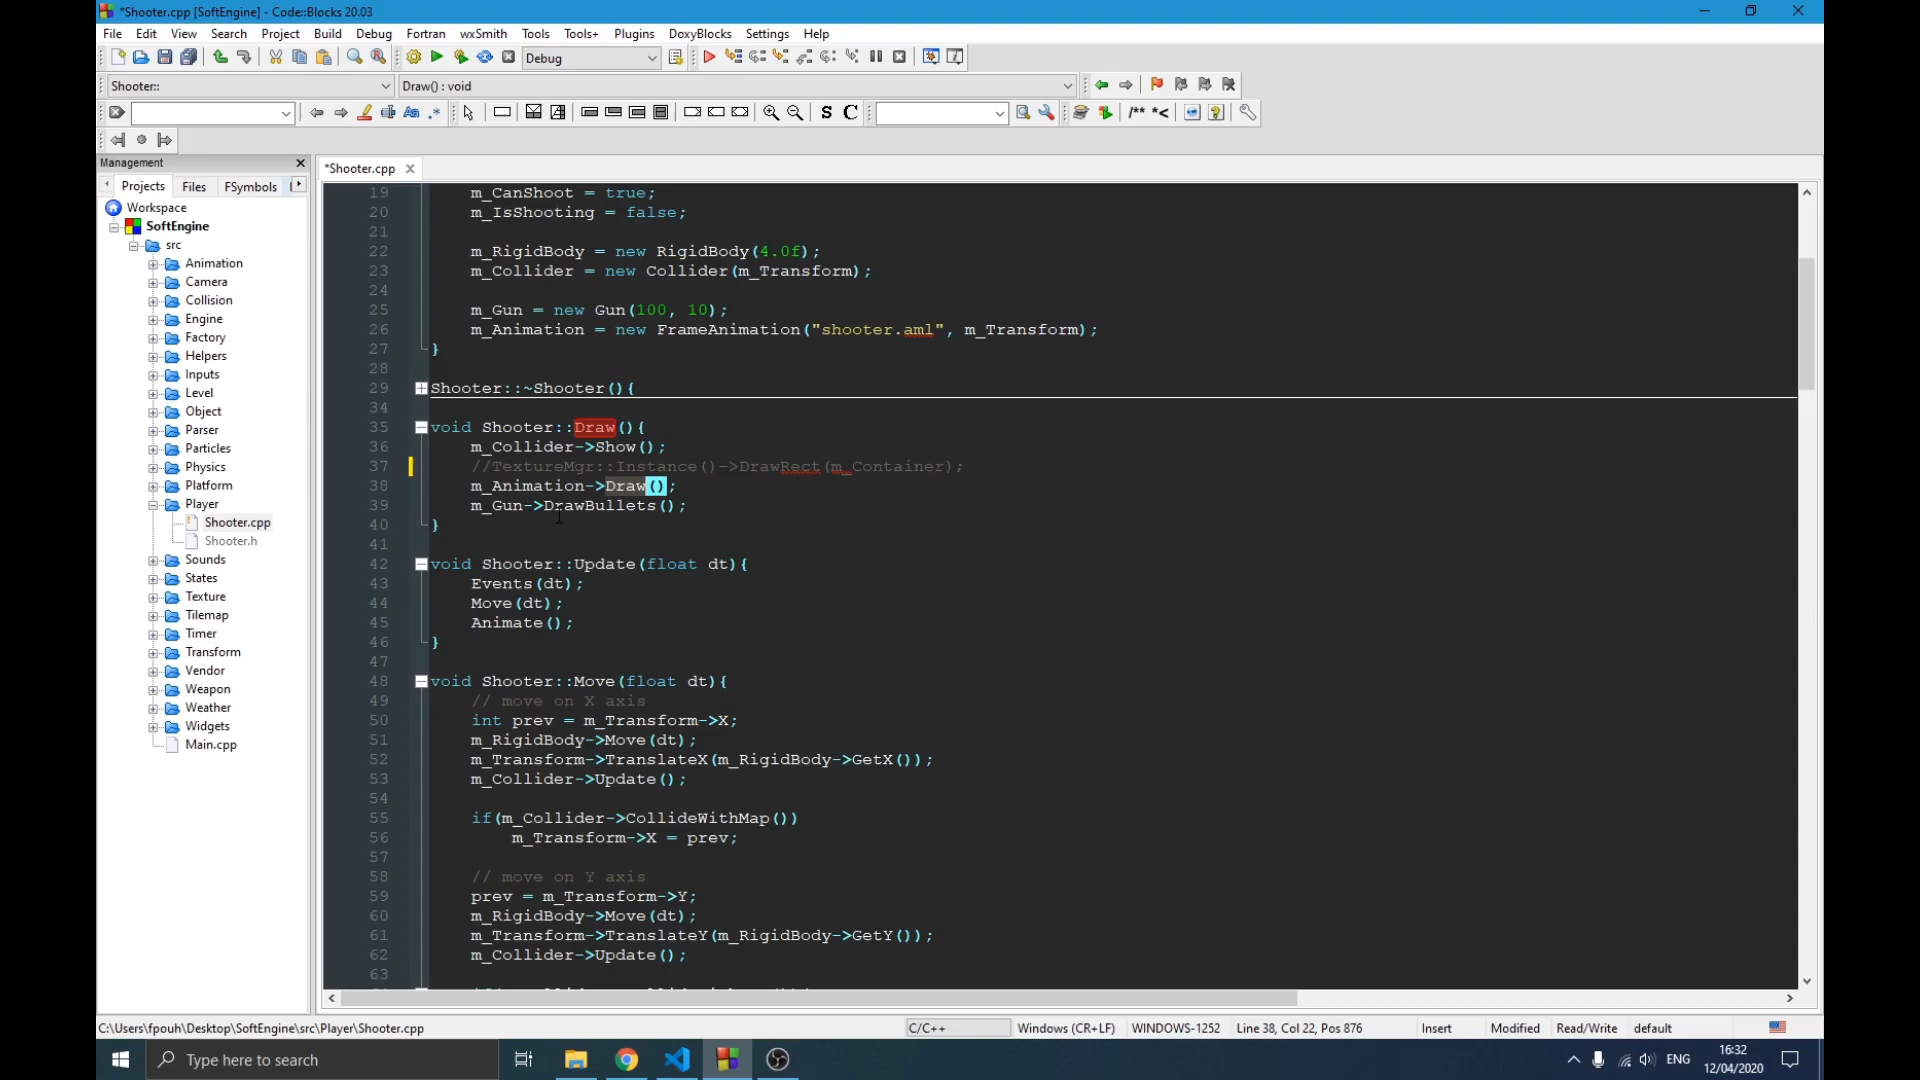 *Shooter.cpp [SoftEngine] - Code::Blocks 20.03
File Edit View Search Project Build Debug Fortran wxSmith Tools Tools+ Plugins DoxyBlocks Settings Help
Debug
Shooter:: Draw() : void
S C /** *<
Management
*Shooter.cpp
Projects Files FSymbols
Workspace
SoftEngine
src
Animation
Camera
Collision
Engine
Factory
Helpers
Inputs
Level
Object
Parser
Particles
Physics
Platform
Player
Shooter.cpp
Shooter.h
Sounds
States
Texture
Tilemap
Timer
Transform
Vendor
Weapon
Weather
Widgets
Main.cpp
19 m_CanShoot = true;
20 m_IsShooting = false;
21
22 m_RigidBody = new RigidBody(4.0f);
23 m_Collider = new Collider(m_Transform);
24
25 m_Gun = new Gun(100, 10);
26 m_Animation = new FrameAnimation("shooter.aml", m_Transform);
27 }
28
29 Shooter::~Shooter(){
34
35 void Shooter::Draw(){
36 m_Collider->Show();
37 //TextureMgr::Instance()->DrawRect(m_Container);
38 m_Animation->Draw();
39 m_Gun->DrawBullets();
40 }
41
42 void Shooter::Update(float dt){
43 Events(dt);
44 Move(dt);
45 Animate();
46 }
47
48 void Shooter::Move(float dt){
49 // move on X axis
50 int prev = m_Transform->X;
51 m_RigidBody->Move(dt);
52 m_Transform->TranslateX(m_RigidBody->GetX());
53 m_Collider->Update();
54
55 if(m_Collider->CollideWithMap())
56 m_Transform->X = prev;
57
58 // move on Y axis
59 prev = m_Transform->Y;
60 m_RigidBody->Move(dt);
61 m_Transform->TranslateY(m_RigidBody->GetY());
62 m_Collider->Update();
63
C:\Users\fpouh\Desktop\SoftEngine\src\Player\Shooter.cpp C/C++ Windows (CR+LF) WINDOWS-1252 Line 38, Col 22, Pos 876 Insert Modified Read/Write default
Type here to search
ENG
16:32
12/04/2020